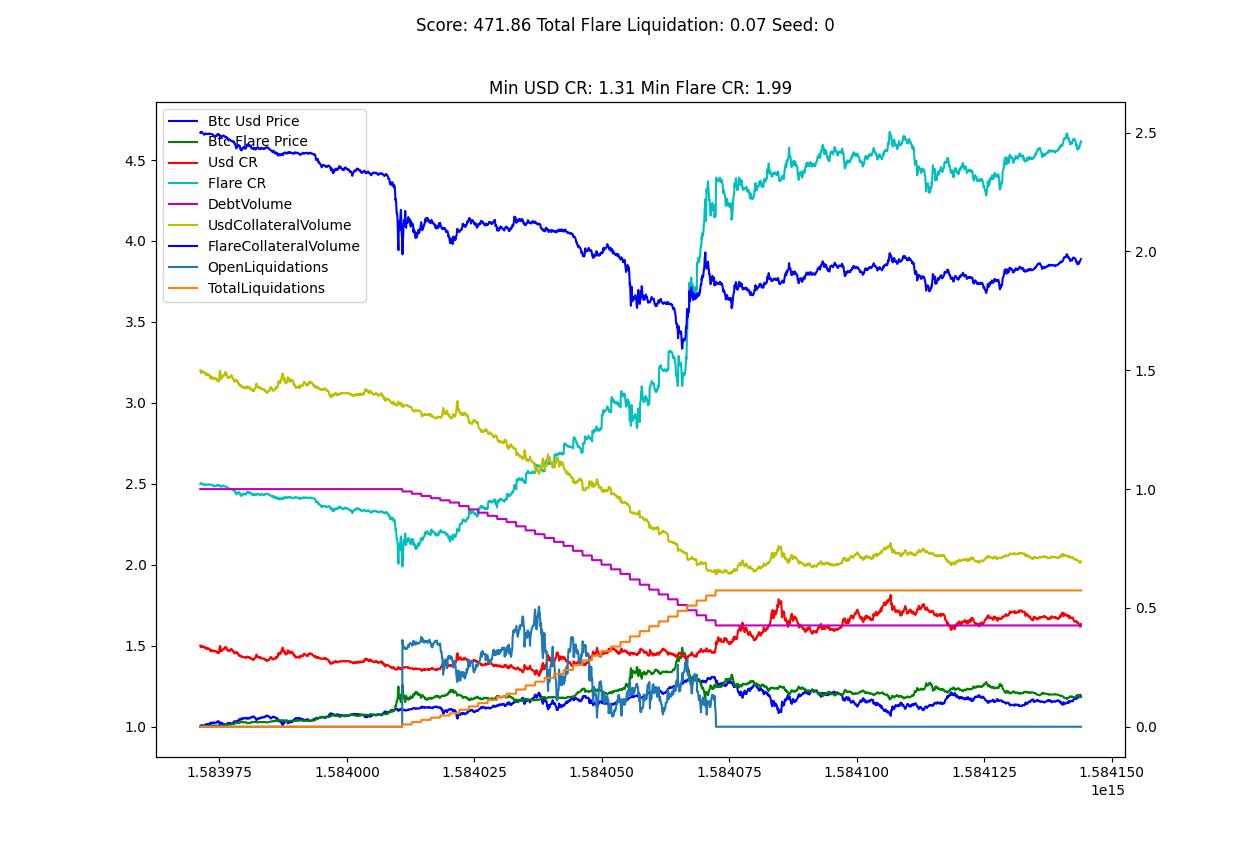 Score: 471.86 Total Flare Liquidation: 0.07 Seed: 0
Min USD CR: 1.31 Min Flare CR: 1.99
Btc Usd Price
Btc Flare Price
Usd CR
Flare CR
DebtVolume
UsdCollateralVolume
FlareCollateralVolume
OpenLiquidations
TotalLiquidations
4.5
4.0
3.5
3.0
2.5
2.0
1.5
1.0
2.5
2.0
1.5
1.0
0.5
0.0
1.583975 1.584000 1.584025 1.584050 1.584075 1.584100 1.584125 1.584150
1e15